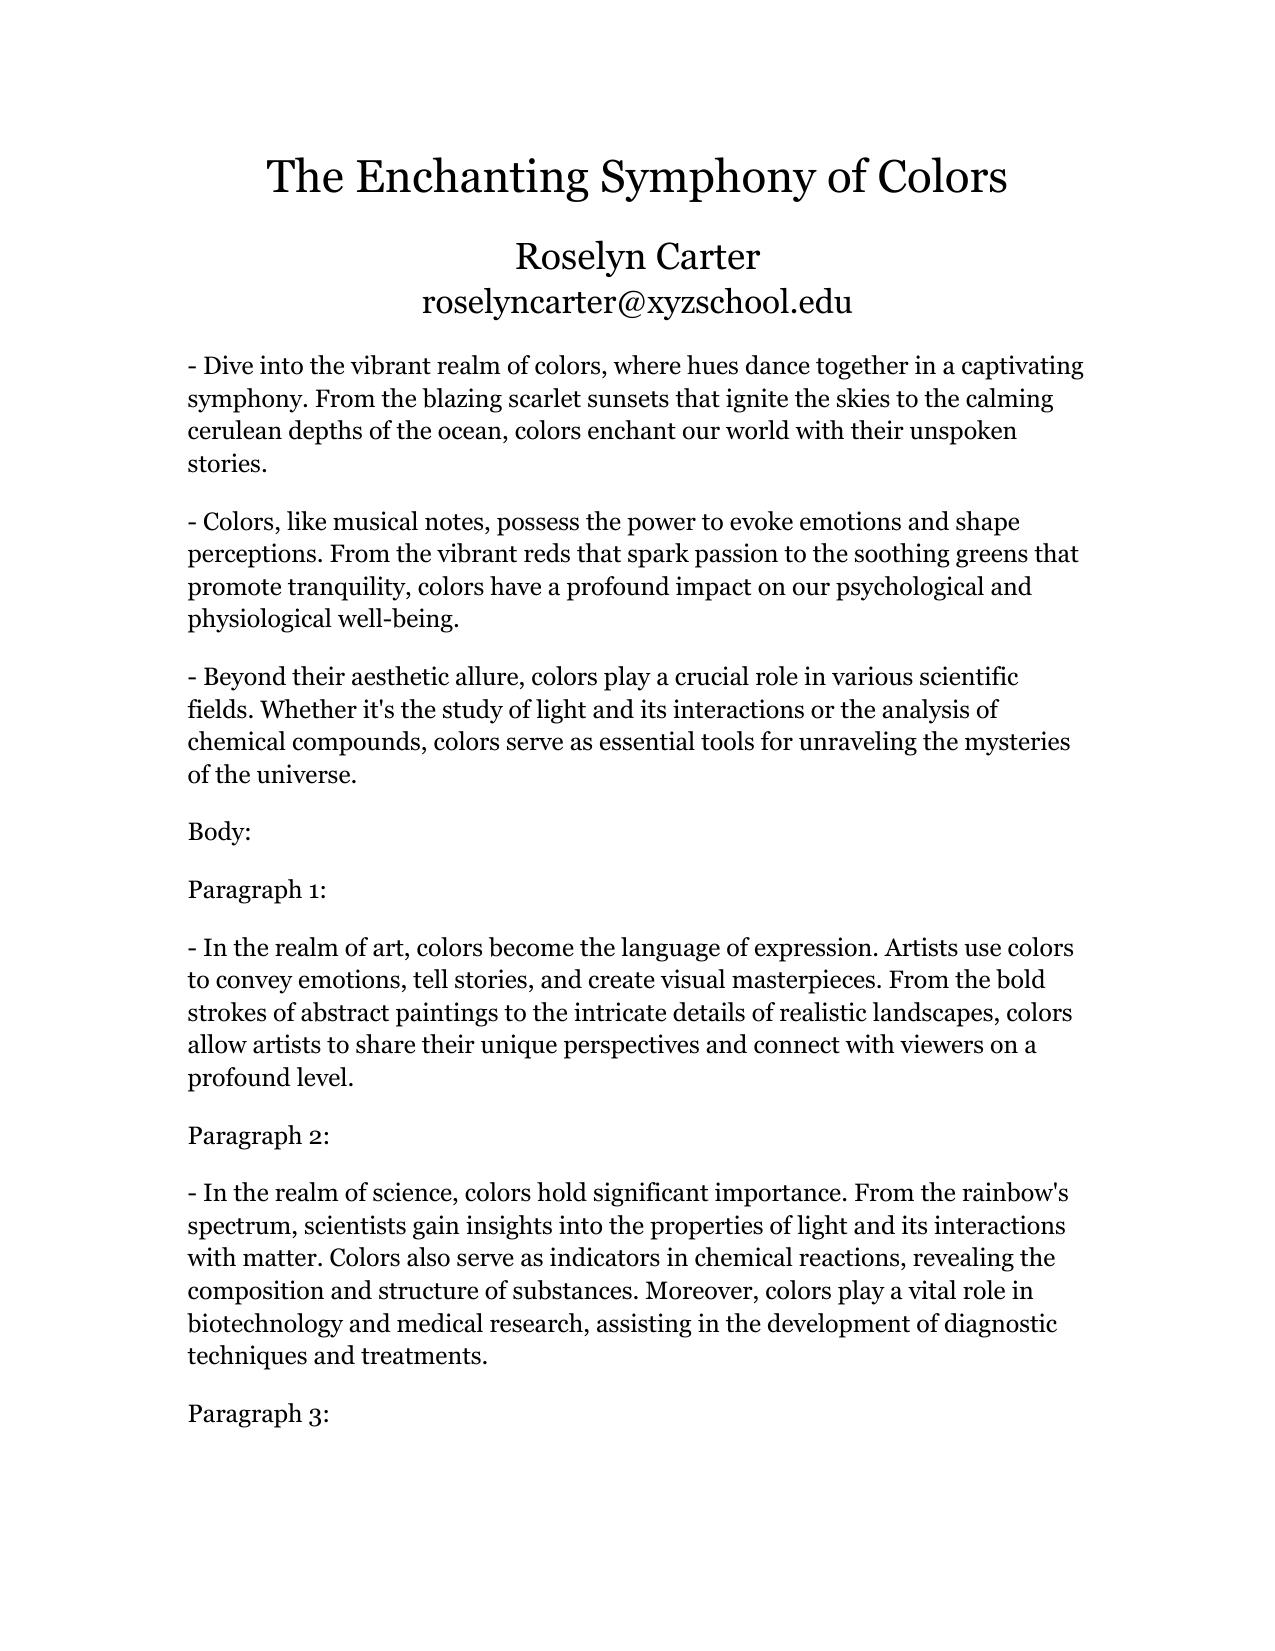 The Enchanting Symphony of Colors
Roselyn Carter
roselyncarter@xyzschool.edu
- Dive into the vibrant realm of colors, where hues dance together in a captivating
symphony. From the blazing scarlet sunsets that ignite the skies to the calming
cerulean depths of the ocean, colors enchant our world with their unspoken
stories.
- Colors, like musical notes, possess the power to evoke emotions and shape
perceptions. From the vibrant reds that spark passion to the soothing greens that
promote tranquility, colors have a profound impact on our psychological and
physiological well-being.
- Beyond their aesthetic allure, colors play a crucial role in various scientific
fields. Whether it's the study of light and its interactions or the analysis of
chemical compounds, colors serve as essential tools for unraveling the mysteries
of the universe.
Body:
Paragraph 1:
- In the realm of art, colors become the language of expression. Artists use colors
to convey emotions, tell stories, and create visual masterpieces. From the bold
strokes of abstract paintings to the intricate details of realistic landscapes, colors
allow artists to share their unique perspectives and connect with viewers on a
profound level.
Paragraph 2:
- In the realm of science, colors hold significant importance. From the rainbow's
spectrum, scientists gain insights into the properties of light and its interactions
with matter. Colors also serve as indicators in chemical reactions, revealing the
composition and structure of substances. Moreover, colors play a vital role in
biotechnology and medical research, assisting in the development of diagnostic
techniques and treatments.
Paragraph 3: